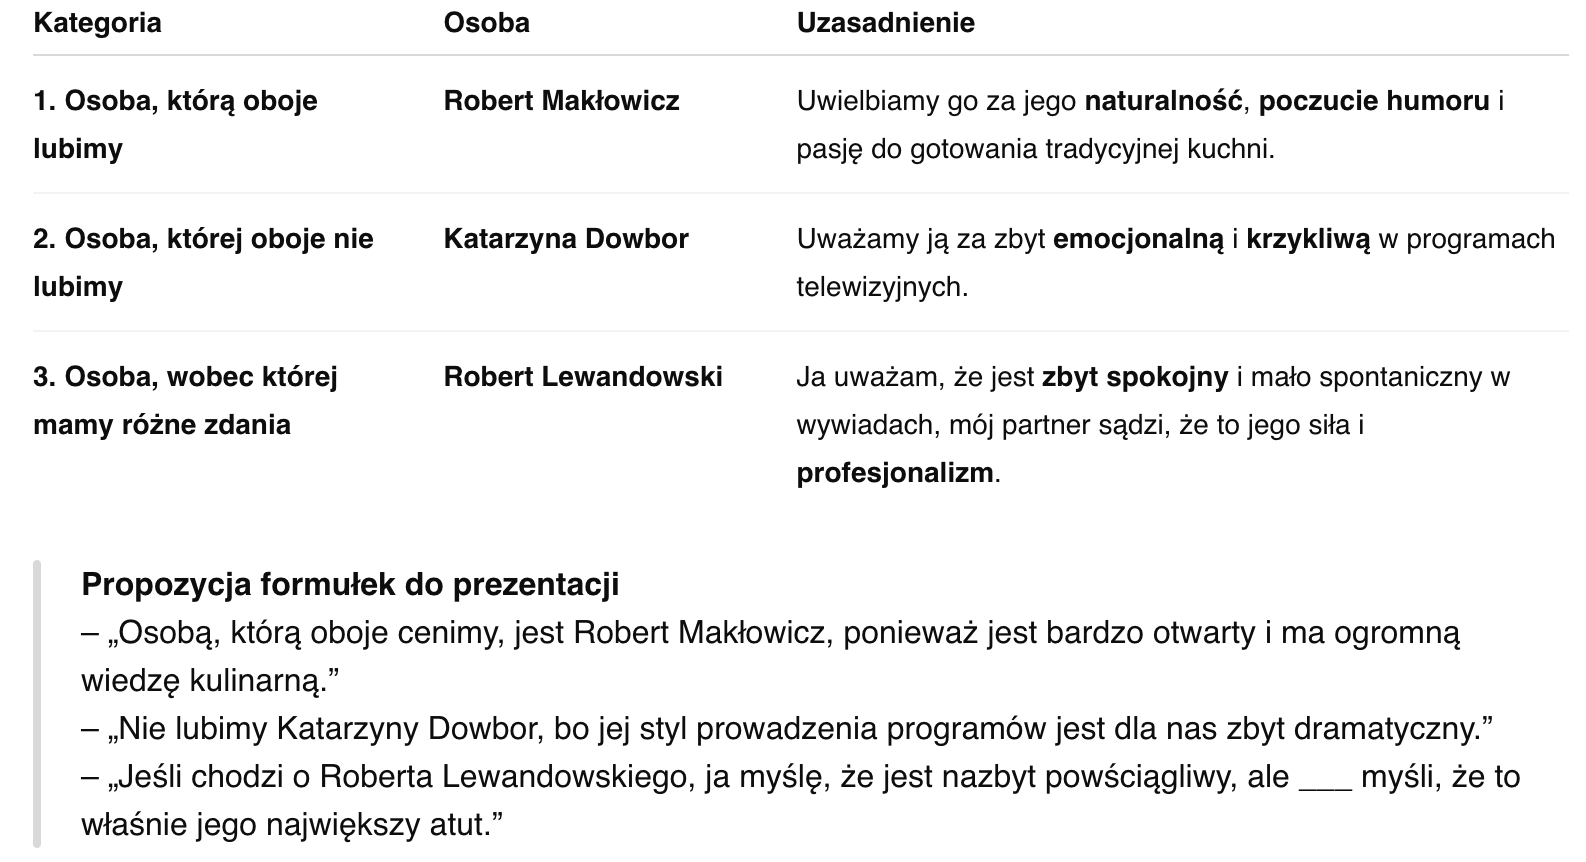 Kategoria Osoba Uzasadnienie
1. Osoba, którą oboje lubimy Robert Makłowicz Uwielbiamy go za jego naturalność, poczucie humoru i
pasję do gotowania tradycyjnej kuchni.
2. Osoba, której oboje nie lubimy Katarzyna Dowbor Uważamy ją za zbyt emocjonalną i krzykliwą w programach
telewizyjnych.
3. Osoba, wobec której mamy różne zdania Robert Lewandowski Ja uważam, że jest zbyt spokojny i mało spontaniczny w
wywiadach, mój partner sądzi, że to jego siła i
profesjonalizm.
Propozycja formułek do prezentacji
– „Osobą, którą oboje cenimy, jest Robert Makłowicz, ponieważ jest bardzo otwarty i ma ogromną
wiedzę kulinarną.”
– „Nie lubimy Katarzyny Dowbor, bo jej styl prowadzenia programów jest dla nas zbyt dramatyczny.”
– „Jeśli chodzi o Roberta Lewandowskiego, ja myślę, że jest nazbyt powściągliwy, ale ___ myśli, że to
właśnie jego największy atut.”